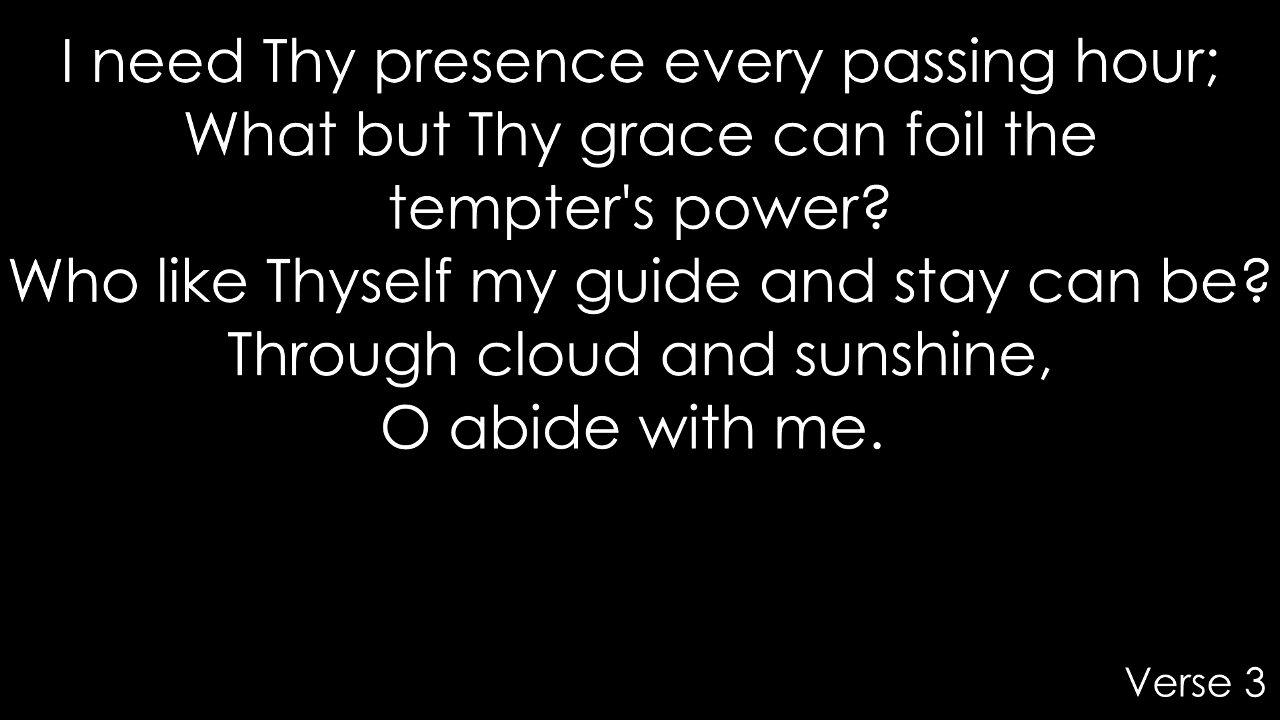 I need Thy presence every passing hour;
What but Thy grace can foil the
tempter's power?
Who like Thyself my guide and stay can be?
Through cloud and sunshine,
O abide with me.
Verse 3